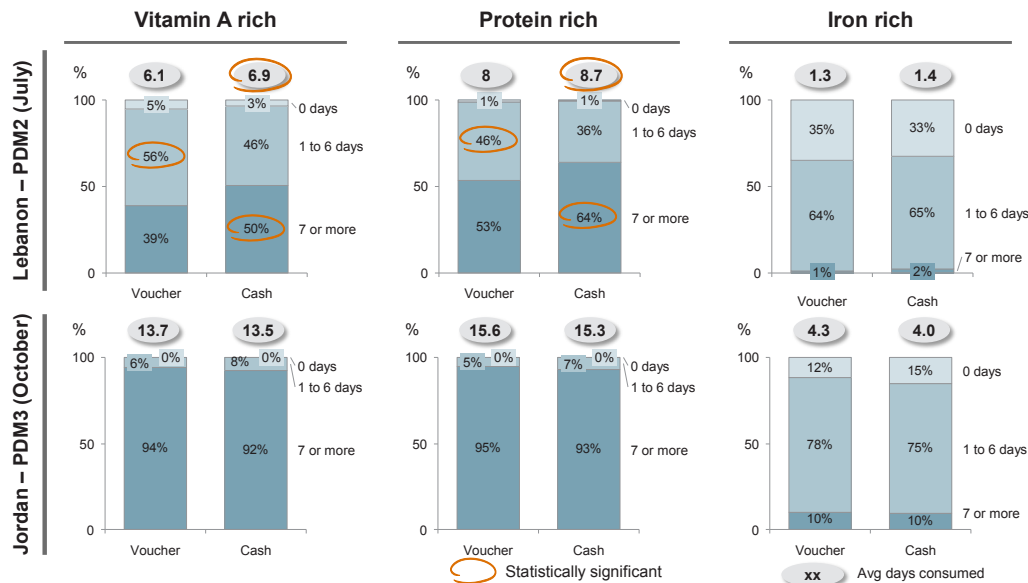 Vitamin A rich
Protein rich
Iron rich
Lebanon – PDM2 (July)
%
6.1
6.9
100
50
0
5%
56%
39%
3%
46%
50%
0 days
1 to 6 days
7 or more
Voucher
Cash
%
8
8.7
100
50
0
1%
46%
53%
1%
36%
64%
0 days
1 to 6 days
7 or more
Voucher
Cash
%
1.3
1.4
100
50
0
35%
64%
1%
33%
65%
2%
0 days
1 to 6 days
7 or more
Voucher
Cash
Jordan – PDM3 (October)
%
13.7
13.5
100
50
0
6%
0%
94%
8%
0%
92%
0 days
1 to 6 days
7 or more
Voucher
Cash
%
15.6
15.3
100
50
0
5%
0%
95%
7%
0%
93%
0 days
1 to 6 days
7 or more
Voucher
Cash
%
4.3
4.0
100
50
0
12%
78%
10%
15%
75%
10%
0 days
1 to 6 days
7 or more
Voucher
Cash
Statistically significant
xx
Avg days consumed